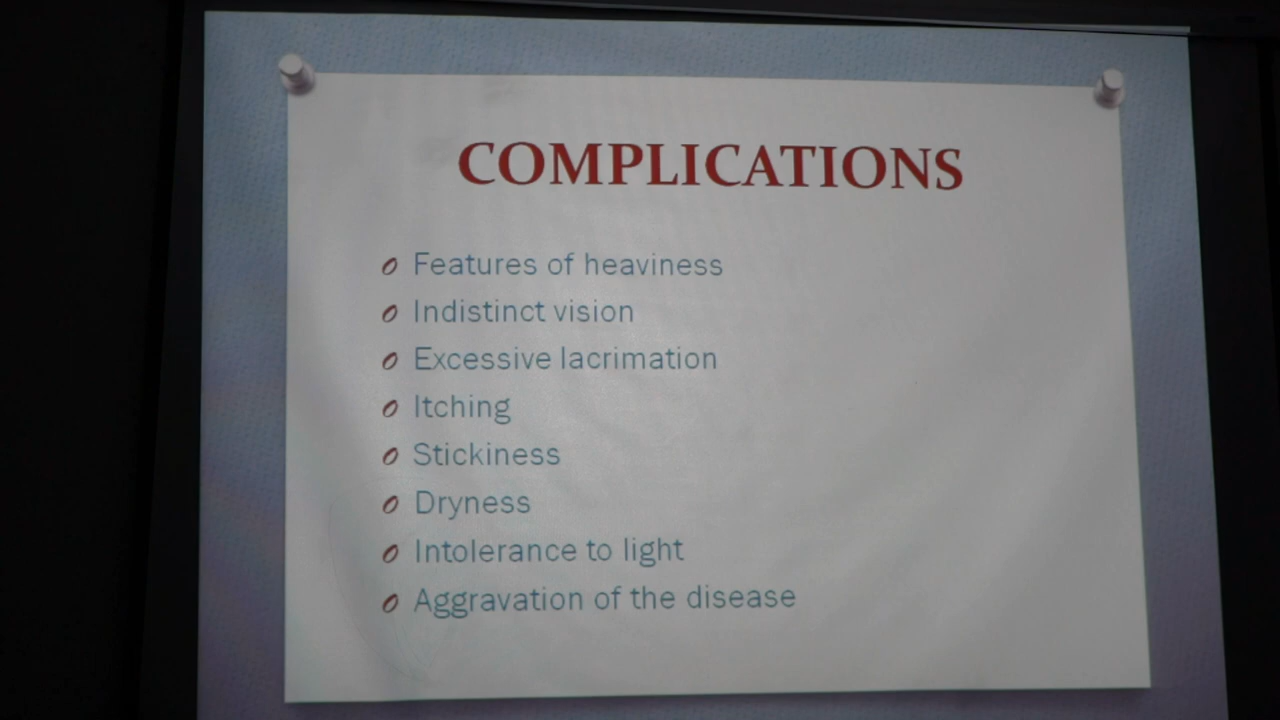 COMPLICATIONS
Features of heaviness
Indistinct vision
Excessive lacrimation
Itching
Stickiness
Dryness
Intolerance to light
Aggravation of the disease